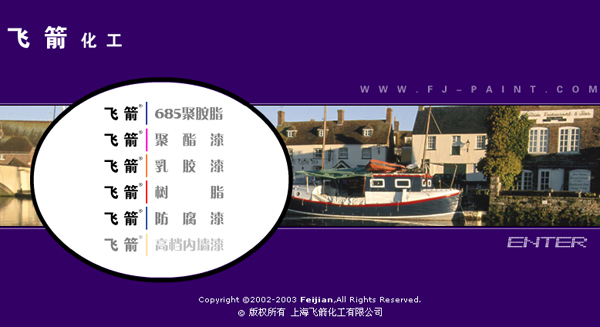 飞箭 化工
WWW.FJ-PAINT.COM
飞箭® 685聚胺脂
飞箭® 聚酯漆
飞箭® 乳胶漆
飞箭® 树脂
飞箭® 防腐漆
飞箭® 高档内墙漆
ENTER
Copyright ©2002-2003 Feijian,All Rights Reserved.
© 版权所有 上海飞箭化工有限公司